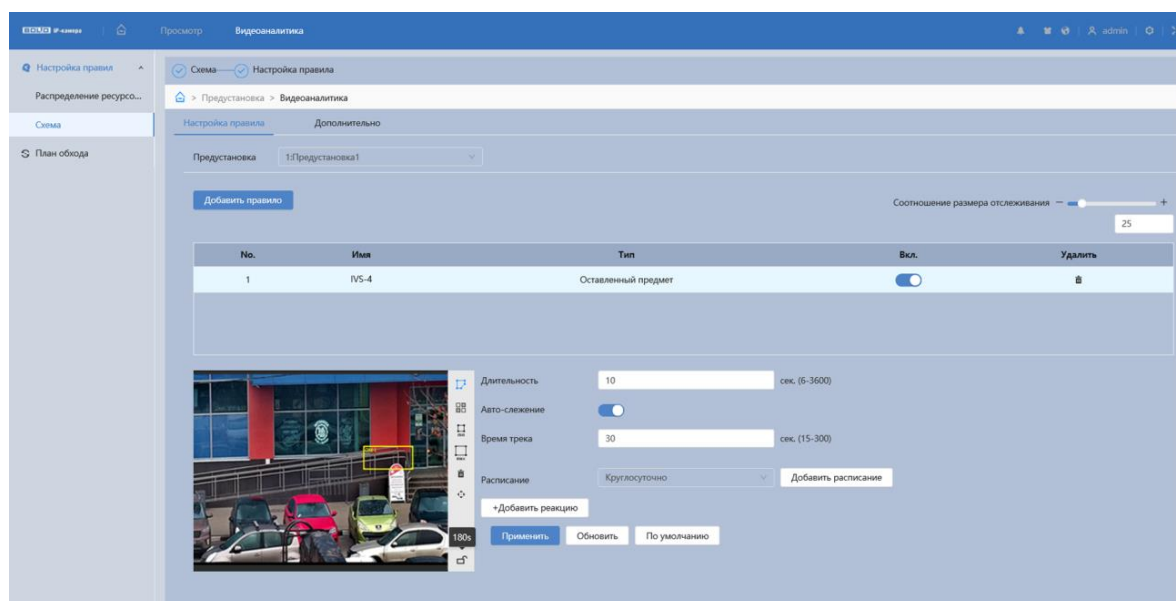 BOLID IP-камера
Просмотр
Видеоаналитика
admin
Настройка правил
Распределение ресурсо...
Схема
План обхода
Схема
Настройка правила
> Предустановка > Видеоаналитика
Настройка правила
Дополнительно
Предустановка
1:Предустановка1
Добавить правило
Соотношение размера отслеживания
25
No. Имя Тип Вкл. Удалить
1 IVS-4 Оставленный предмет
Длительность 10 сек. (6-3600)
Авто-слежение
Время трека 30 сек. (15-300)
Расписание Круглосуточно Добавить расписание
+Добавить реакцию
180s
Применить Обновить По умолчанию